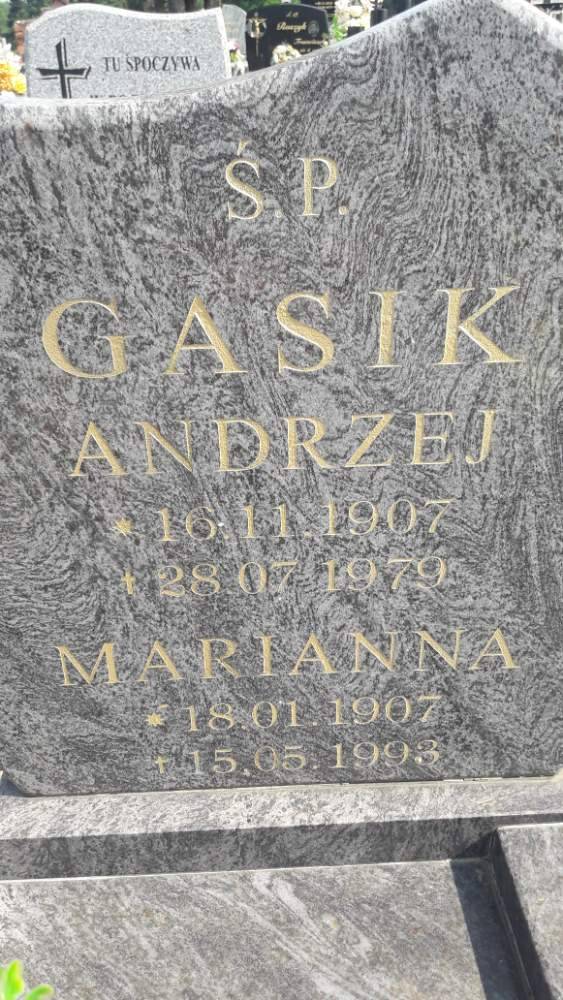 TU SPOCZYWA
Ś.P.
GASIK
ANDRZEJ
* 16.11.1907
† 28.07.1979
MARIANNA
* 18.01.1907
† 15.05.1993